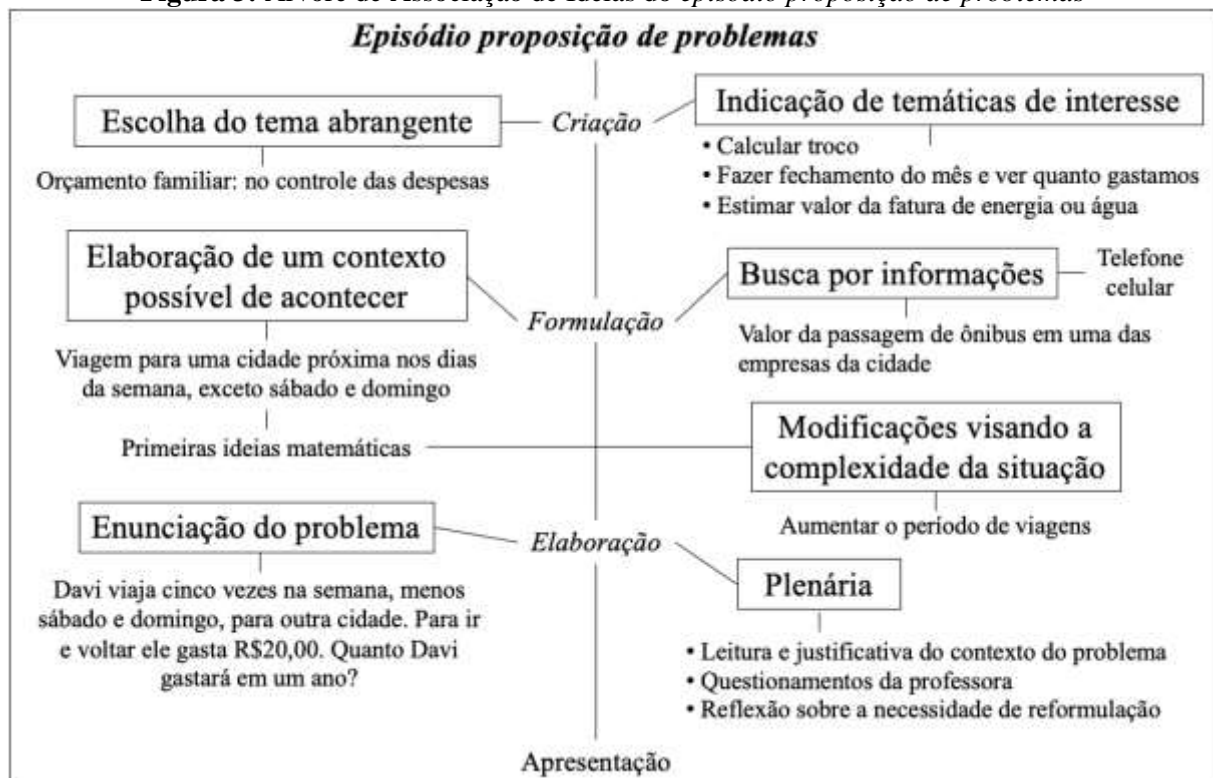 Episódio proposição de problemas
Escolha do tema abrangente
Criação
Indicação de temáticas de interesse
Orçamento familiar: no controle das despesas
• Calcular troco
• Fazer fechamento do mês e ver quanto gastamos
• Estimar valor da fatura de energia ou água
Elaboração de um contexto
possível de acontecer
Formulação
Busca por informações
Telefone
celular
Viagem para uma cidade próxima nos dias
da semana, exceto sábado e domingo
Valor da passagem de ônibus em uma das
empresas da cidade
Primeiras ideias matemáticas
Modificações visando a
complexidade da situação
Aumentar o período de viagens
Enunciação do problema
Elaboração
Plenária
Davi viaja cinco vezes na semana, menos
sábado e domingo, para outra cidade. Para ir
e voltar ele gasta R$20,00. Quanto Davi
gastará em um ano?
• Leitura e justificativa do contexto do problema
• Questionamentos da professora
• Reflexão sobre a necessidade de reformulação
Apresentação